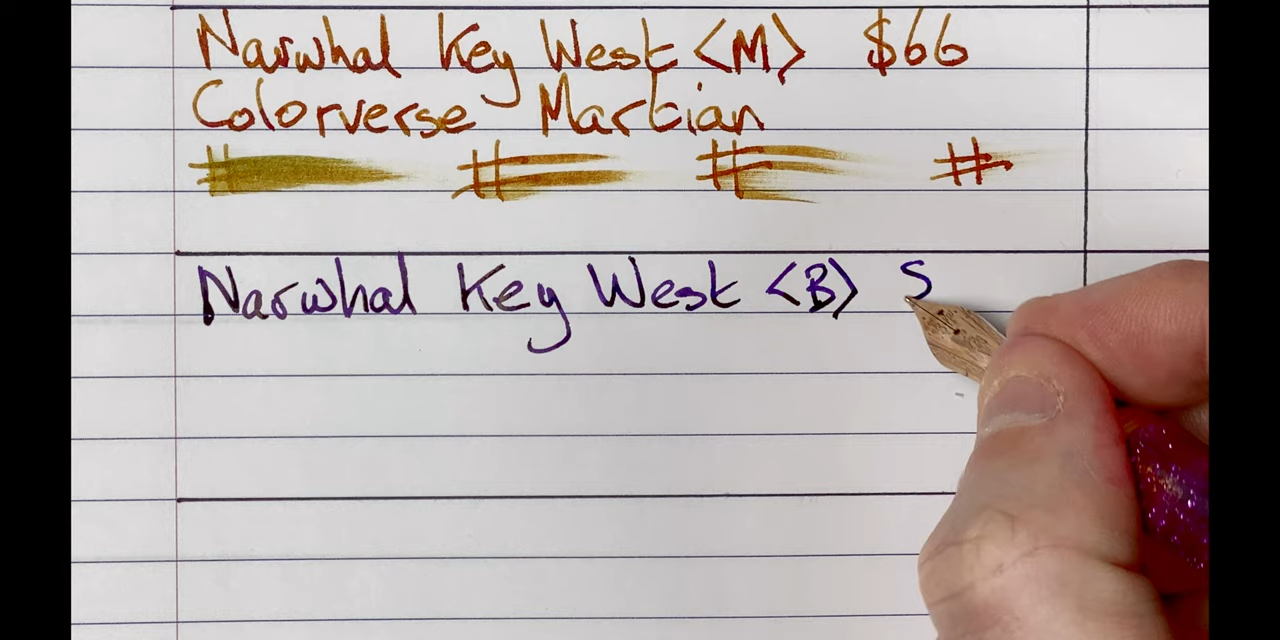 Narwhal Key West <M> $66
Colorverse Martian
# # # #
Narwhal Key West <B> S